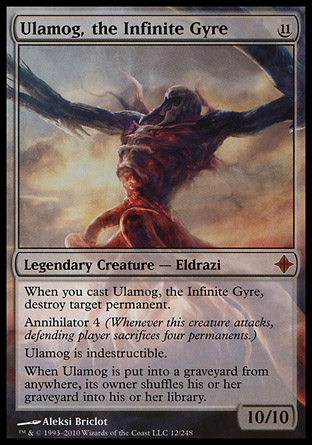 Ulamog, the Infinite Gyre 11
Legendary Creature — Eldrazi
When you cast Ulamog, the Infinite Gyre,
destroy target permanent.
Annihilator 4 (Whenever this creature attacks,
defending player sacrifices four permanents.)
Ulamog is indestructible.
When Ulamog is put into a graveyard from
anywhere, its owner shuffles his or her
graveyard into his or her library.
Aleksi Briclot
™ & © 1993–2010 Wizards of the Coast LLC 12/248
10/10